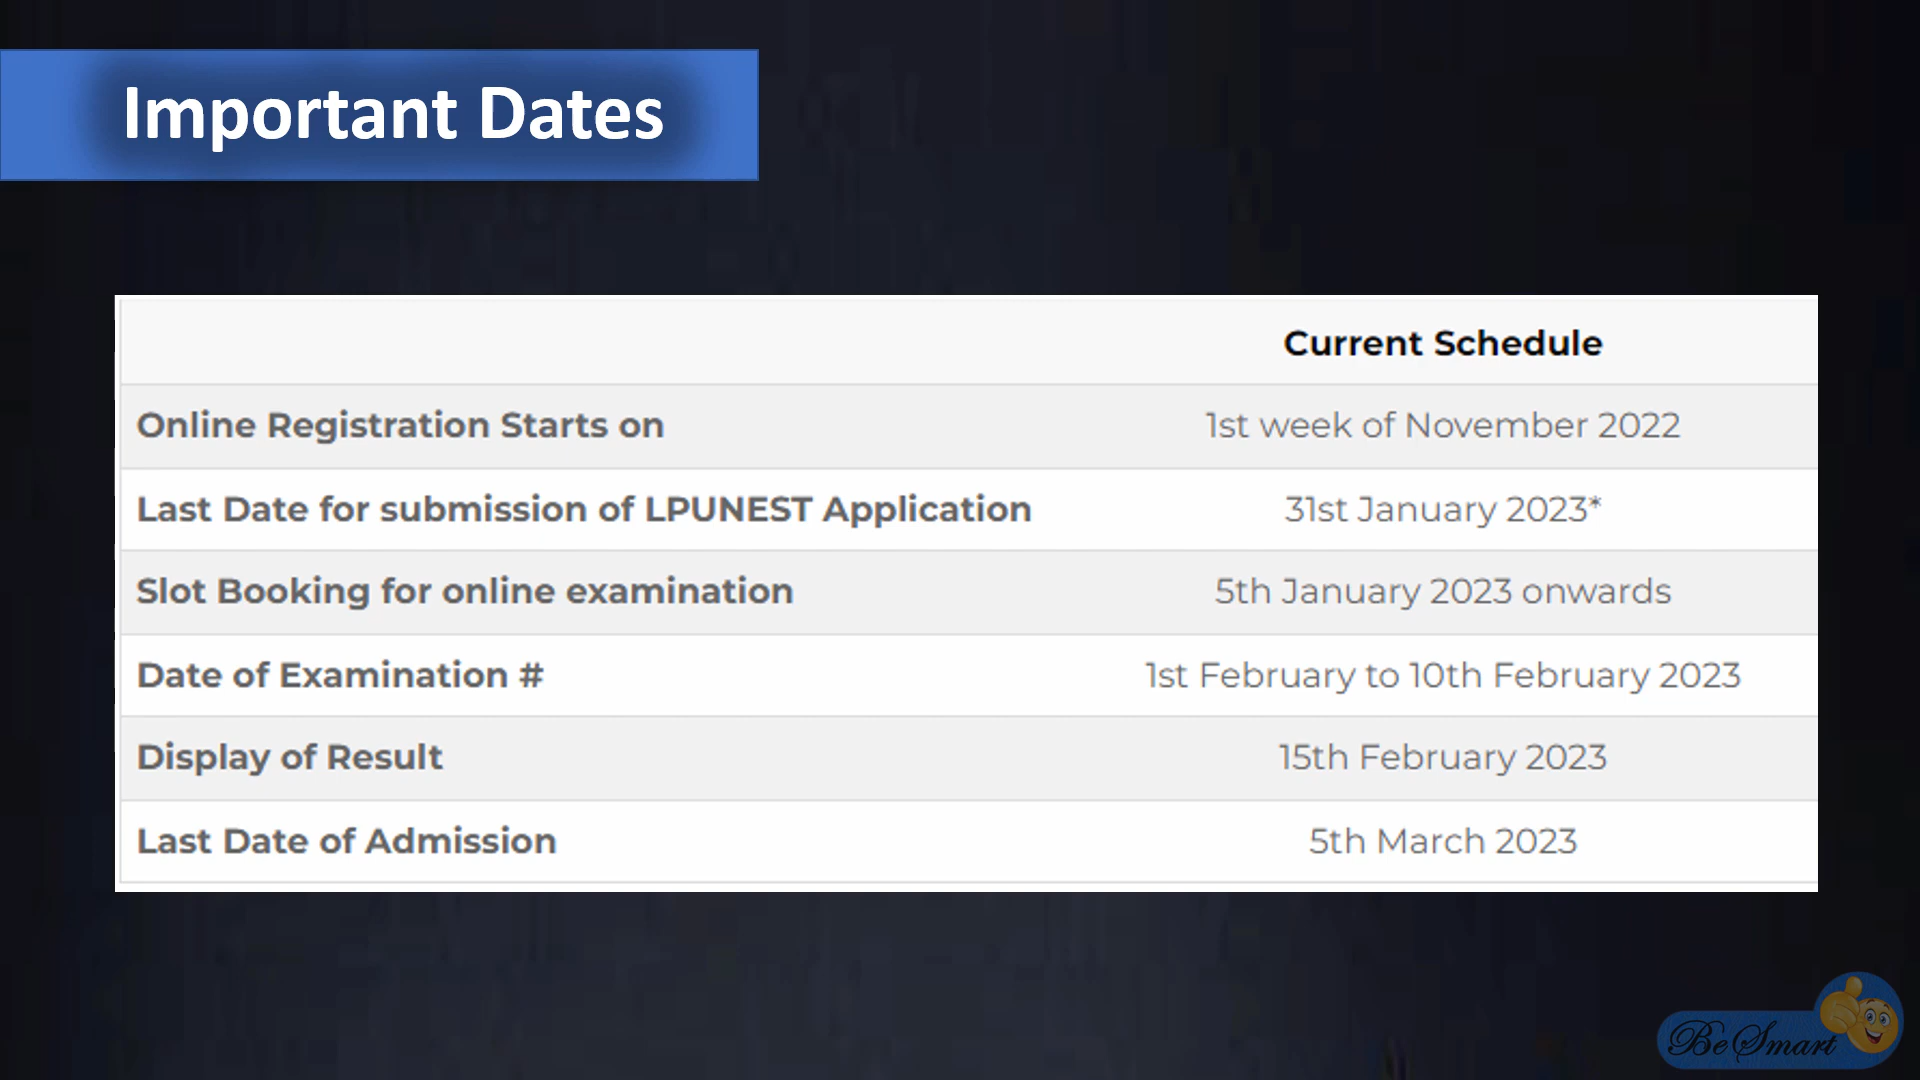 Important Dates
Current Schedule
Online Registration Starts on 1st week of November 2022
Last Date for submission of LPUNEST Application 31st January 2023*
Slot Booking for online examination 5th January 2023 onwards
Date of Examination # 1st February to 10th February 2023
Display of Result 15th February 2023
Last Date of Admission 5th March 2023
Be Smart